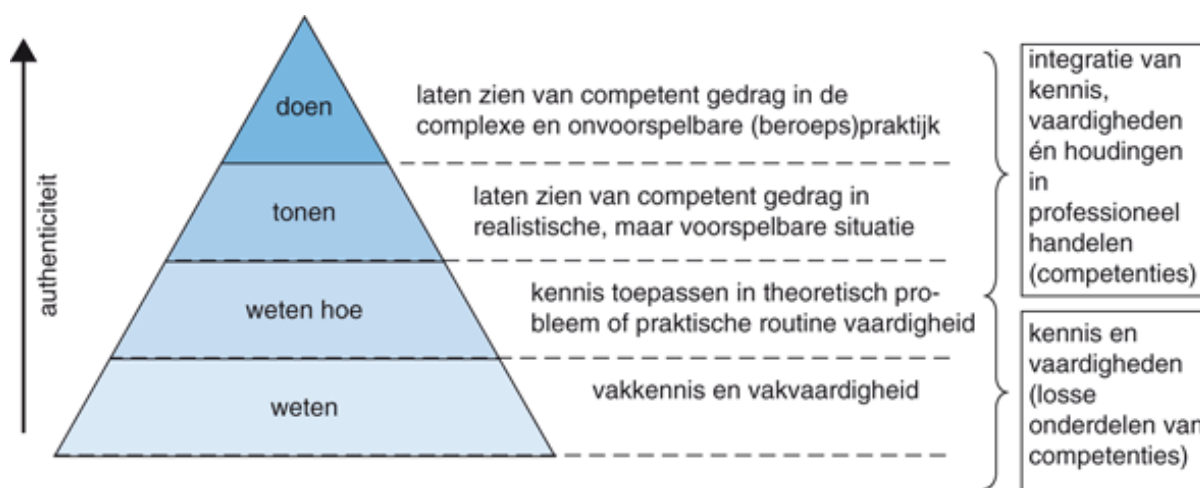 authenticiteit
doen
laten zien van competent gedrag in de
complexe en onvoorspelbare (beroeps)praktijk
tonen
laten zien van competent gedrag in
realistische, maar voorspelbare situatie
weten hoe
kennis toepassen in theoretisch pro-
bleem of praktische routine vaardigheid
weten
vakkennis en vakvaardigheid
integratie van
kennis,
vaardigheden
én houdingen
in
professioneel
handelen
(competenties)
kennis en
vaardigheden
(losse
onderdelen van
competenties)